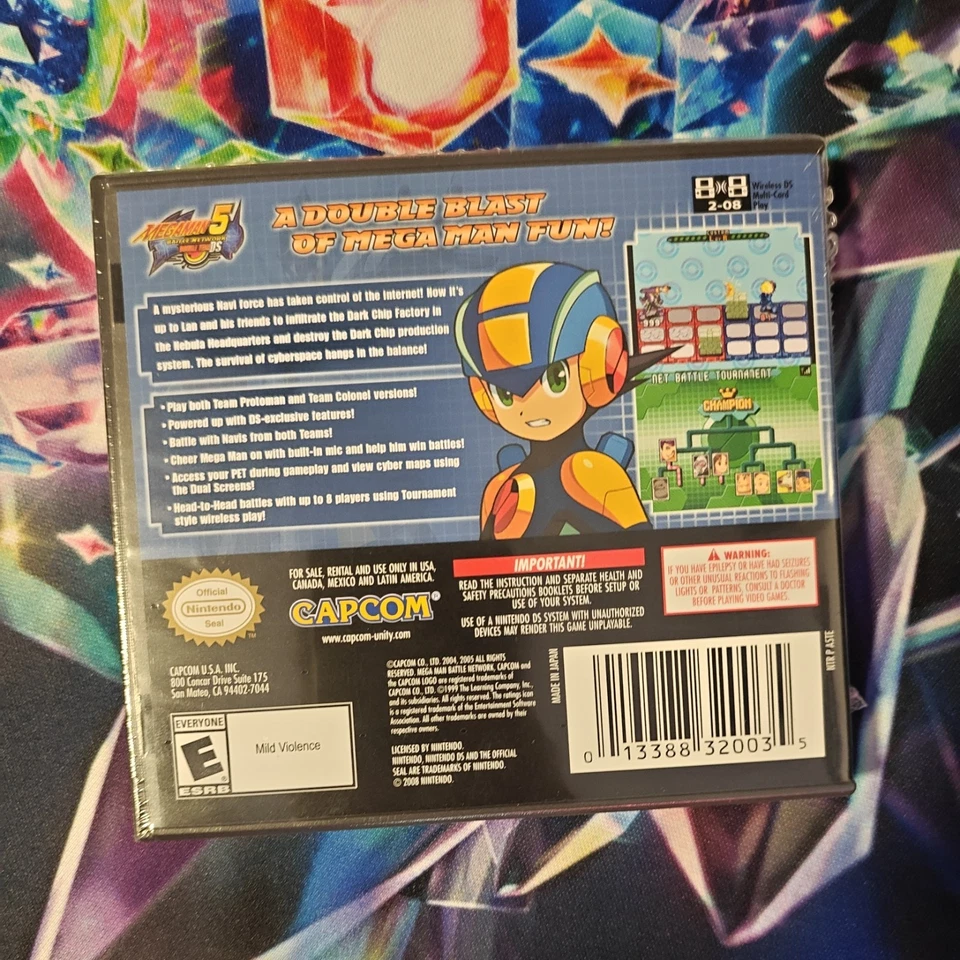 MEGAMAN 5
BATTLE NETWORK
DOUBLE TEAM DS
A DOUBLE BLAST
OF MEGA MAN FUN!
2-08
Wireless DS
Multi-Card
Play
A mysterious Navi force has taken control of the Internet! Now it's
up to Lan and his friends to infiltrate the Dark Chip Factory in
the Nebula Headquarters and destroy the Dark Chip production
system. The survival of cyberspace hangs in the balance!
• Play both Team Protoman and Team Colonel versions!
• Powered up with DS-exclusive features!
• Battle with Navis from both Teams!
• Cheer Mega Man on with built-in mic and help him win battles!
• Access your PET during gameplay and view cyber maps using
the Dual Screens!
• Head-to-Head battles with up to 8 players using Tournament
style wireless play!
CUSTOM
999
NET BATTLE TOURNAMENT
CHAMPION
Official
Nintendo
Seal
TM
FOR SALE, RENTAL AND USE ONLY IN USA,
CANADA, MEXICO AND LATIN AMERICA.
CAPCOM®
www.capcom-unity.com
IMPORTANT!
READ THE INSTRUCTION AND SEPARATE HEALTH AND
SAFETY PRECAUTIONS BOOKLETS BEFORE SETUP OR
USE OF YOUR SYSTEM.
USE OF A NINTENDO DS SYSTEM WITH UNAUTHORIZED
DEVICES MAY RENDER THIS GAME UNPLAYABLE.
WARNING:
IF YOU HAVE EPILEPSY OR HAVE HAD SEIZURES
OR OTHER UNUSUAL REACTIONS TO FLASHING
LIGHTS OR PATTERNS, CONSULT A DOCTOR
BEFORE PLAYING VIDEO GAMES.
CAPCOM U.S.A. INC.
800 Concar Drive Suite 175
San Mateo, CA 94402-7044
EVERYONE
E
ESRB
Mild Violence
©CAPCOM CO., LTD. 2004, 2005 ALL RIGHTS
RESERVED. MEGA MAN BATTLE NETWORK, CAPCOM and
the CAPCOM LOGO are registered trademarks of
CAPCOM CO., LTD. ©1999 The Learning Company, Inc.,
and its subsidiaries. All rights reserved. The ratings icon
is a registered trademark of the Entertainment Software
Association. All other trademarks are owned by their
respective owners.
LICENSED BY NINTENDO.
NINTENDO, NINTENDO DS AND THE OFFICIAL
SEAL ARE TRADEMARKS OF NINTENDO.
© 2008 NINTENDO.
MADE IN JAPAN
NTR P ASTE
0 13388 32003 5